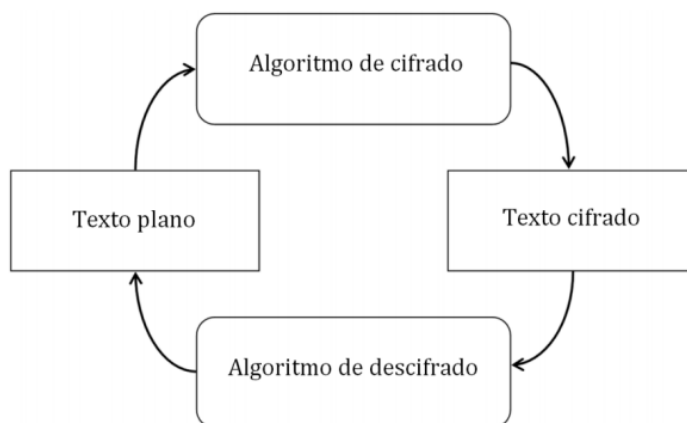 Algoritmo de cifrado
Texto plano
Texto cifrado
Algoritmo de descifrado